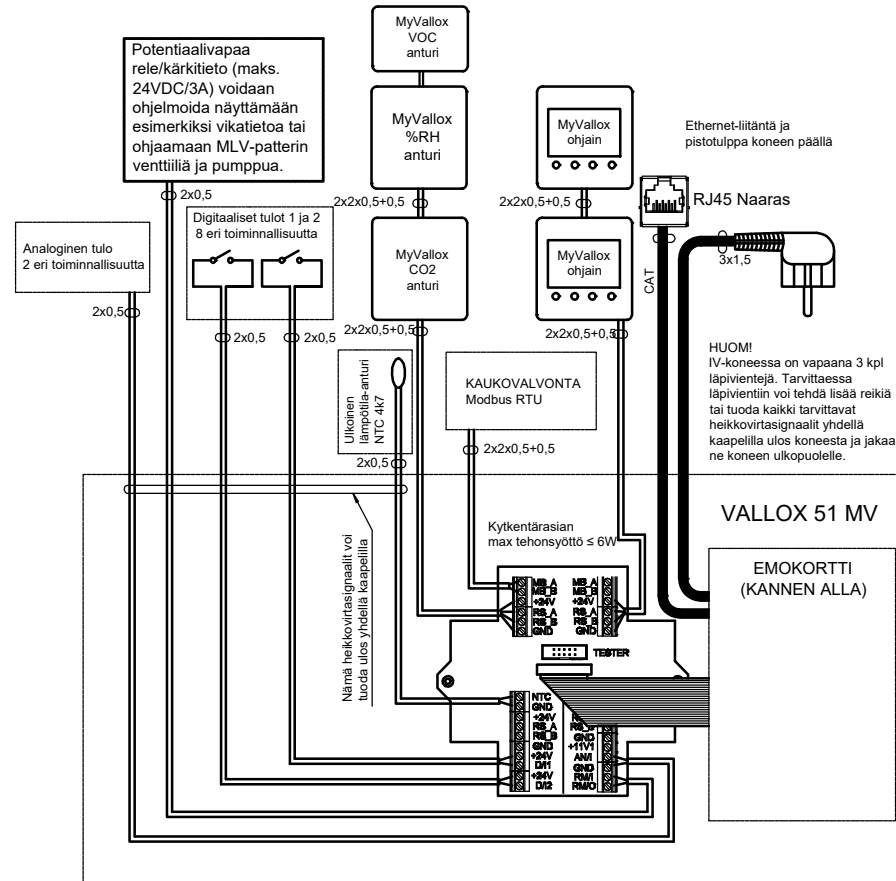 Potentiaalivapaa
rele/kärkitieto (maks.
24VDC/3A) voidaan
ohjelmoida näyttämään
esimerkiksi vikatietoa tai
ohjaamaan MLV-patterin
venttiiliä ja pumppua.
2x0,5
MyVallox
VOC
anturi
MyVallox
%RH
anturi
2x2x0,5+0,5
MyVallox
CO2
anturi
2x2x0,5+0,5
MyVallox
ohjain
2x2x0,5+0,5
MyVallox
ohjain
2x2x0,5+0,5
Ethernet-liitäntä ja
pistotulppa koneen päällä
RJ45 Naaras
CAT
3x1,5
Analoginen tulo
2 eri toiminnallisuutta
2x0,5
Digitaaliset tulot 1 ja 2
8 eri toiminnallisuutta
2x0,5
2x0,5
Ulkoinen
lämpötila-anturi
NTC 4k7
2x0,5
KAUKOVALVONTA
Modbus RTU
2x2x0,5+0,5
HUOM!
IV-koneessa on vapaana 3 kpl
läpivientejä. Tarvittaessa
läpivientiin voi tehdä lisää reikiä
tai tuoda kaikki tarvittavat
heikkovirtasignaalit yhdellä
kaapelilla ulos koneesta ja jakaa
ne koneen ulkopuolelle.
Nämä heikkovirtasignaalit voi
tuoda ulos yhdellä kaapelilla
Kytkentärasian
max tehonsyöttö ≤ 6W
VALLOX 51 MV
EMOKORTTI
(KANNEN ALLA)
MB_A
MB_B
+24V
RS_A
RS_B
GND
MB_A
MB_B
+24V
RS_A
RS_B
GND
TESTER
NTC
GND
+24V
RS_A
RS_B
GND
+24V
D/I1
+24V
D/I2
GND
+11V1
AN/I
GND
RM/I
RM/O